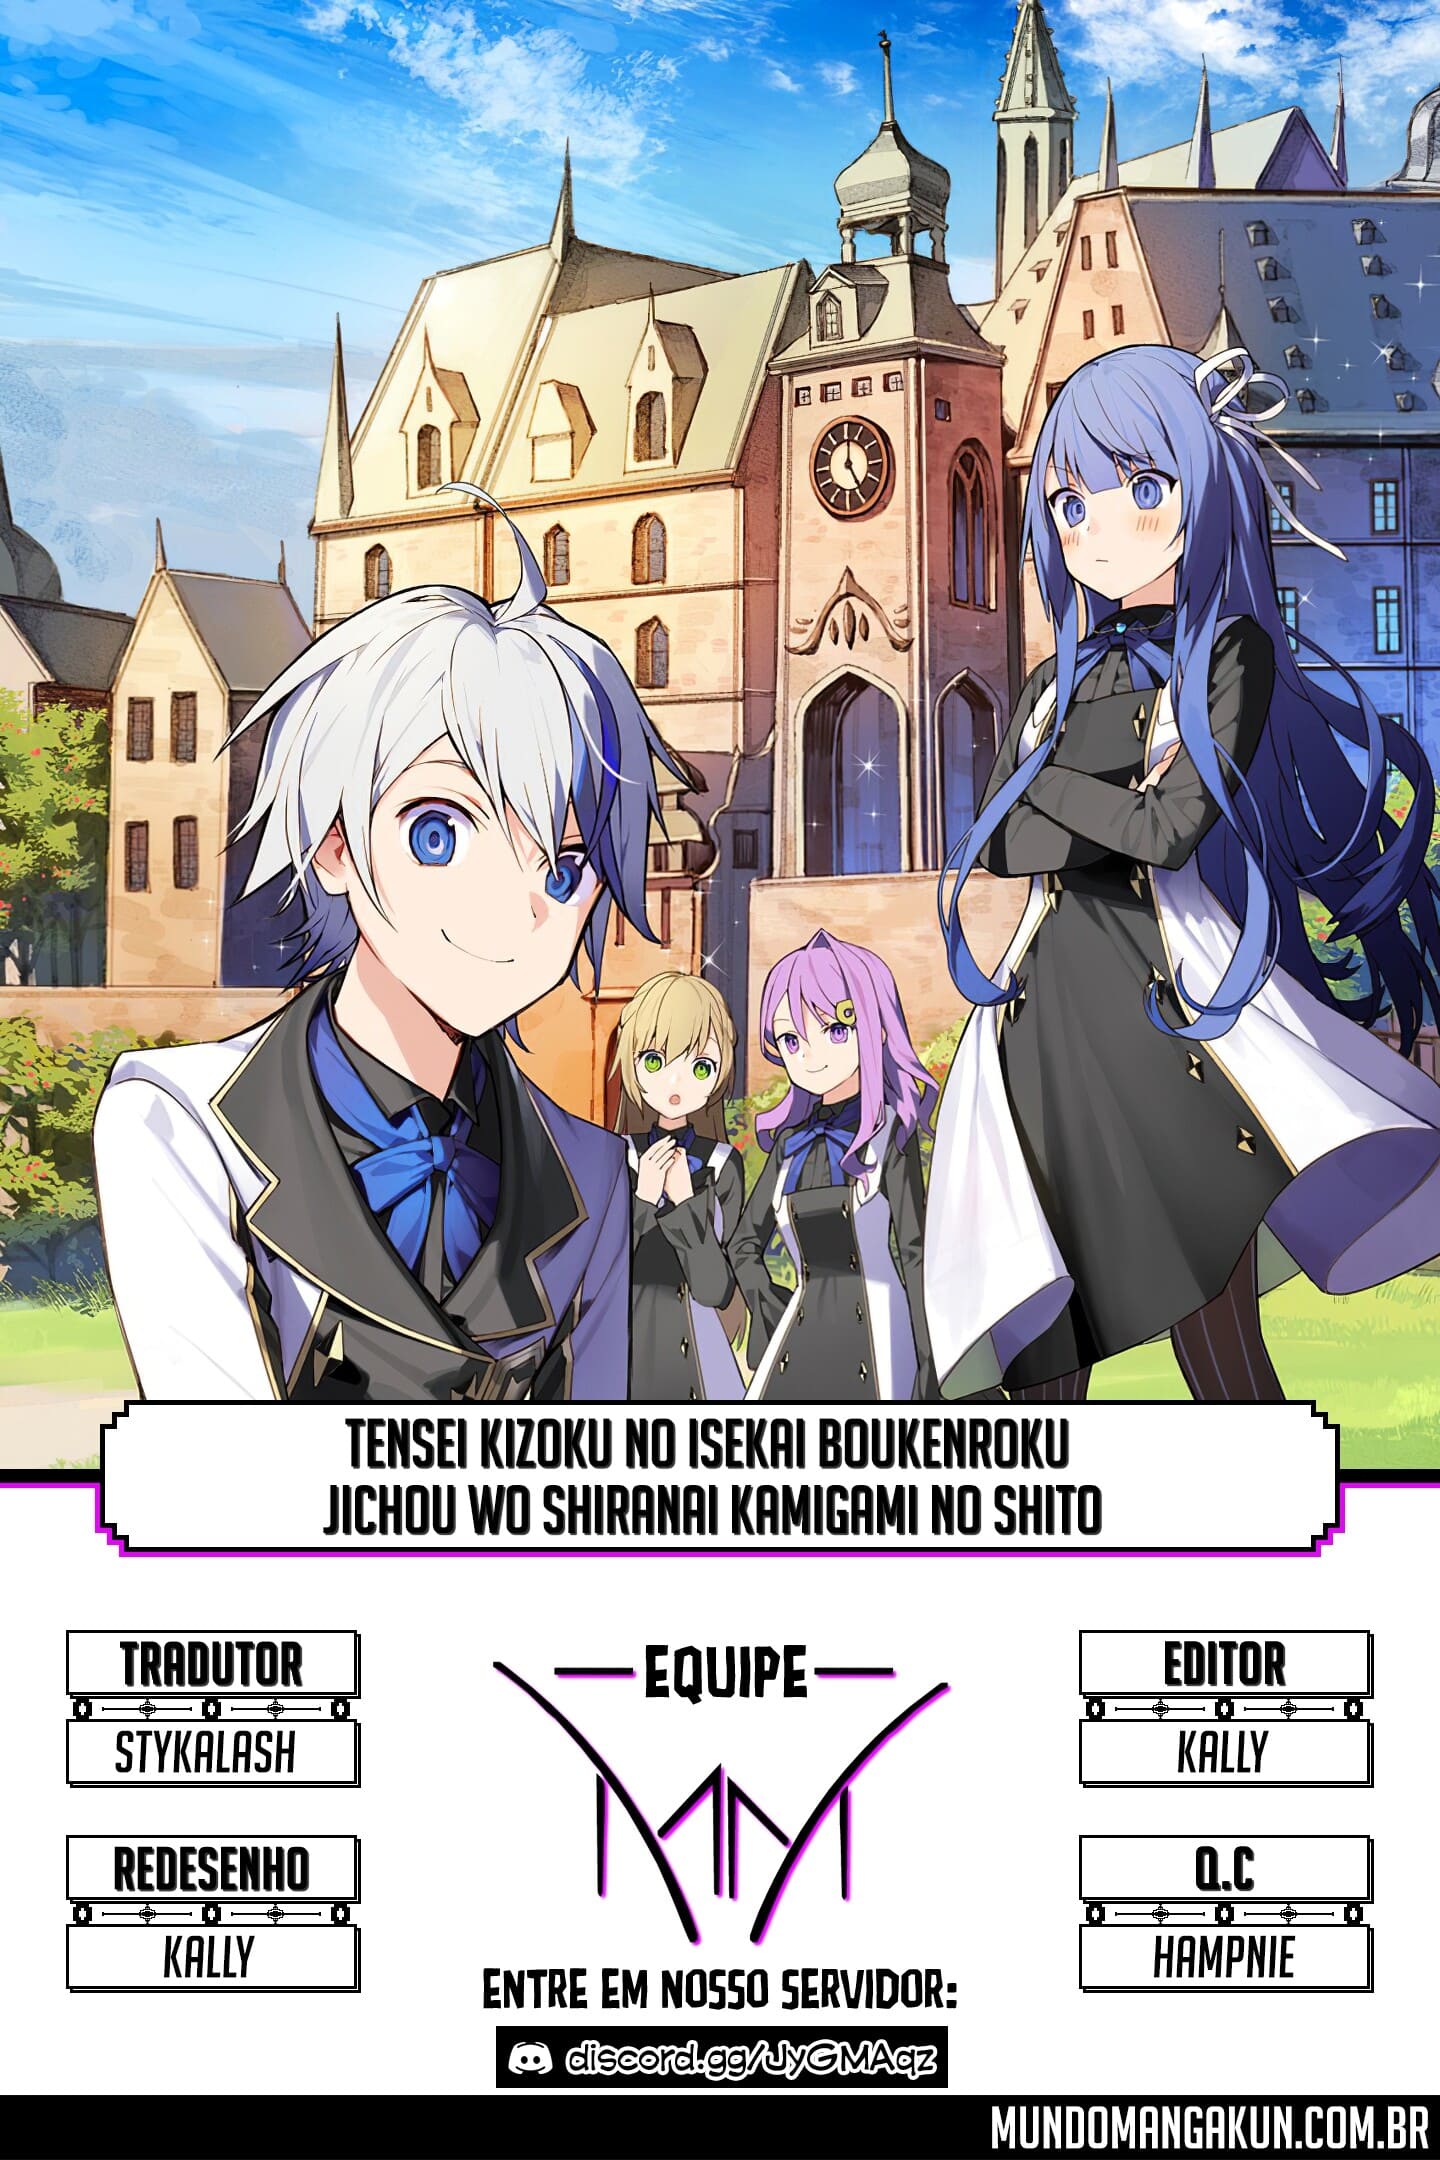 TENSEI KIZOKU NO ISEKAI BOUKENROKU
JICHOU WO SHIRANAI KAMIGAMI NO SHITO
TRADUTOR
STYKALASH
REDESENHO
KALLY
EQUIPE
MM
ENTRE EM NOSSO SERVIDOR:
discord.gg/JyGMAqz
EDITOR
KALLY
Q.C
HAMPNIE
MUNDOMANGAKUN.COM.BR